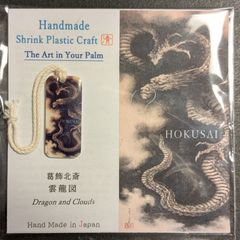 Handmade
Shrink Plastic Craft
The Art in Your Palm
葛飾北斎
雲龍図
Dragon and Clouds
Hand Made in Japan
HOKUSAI